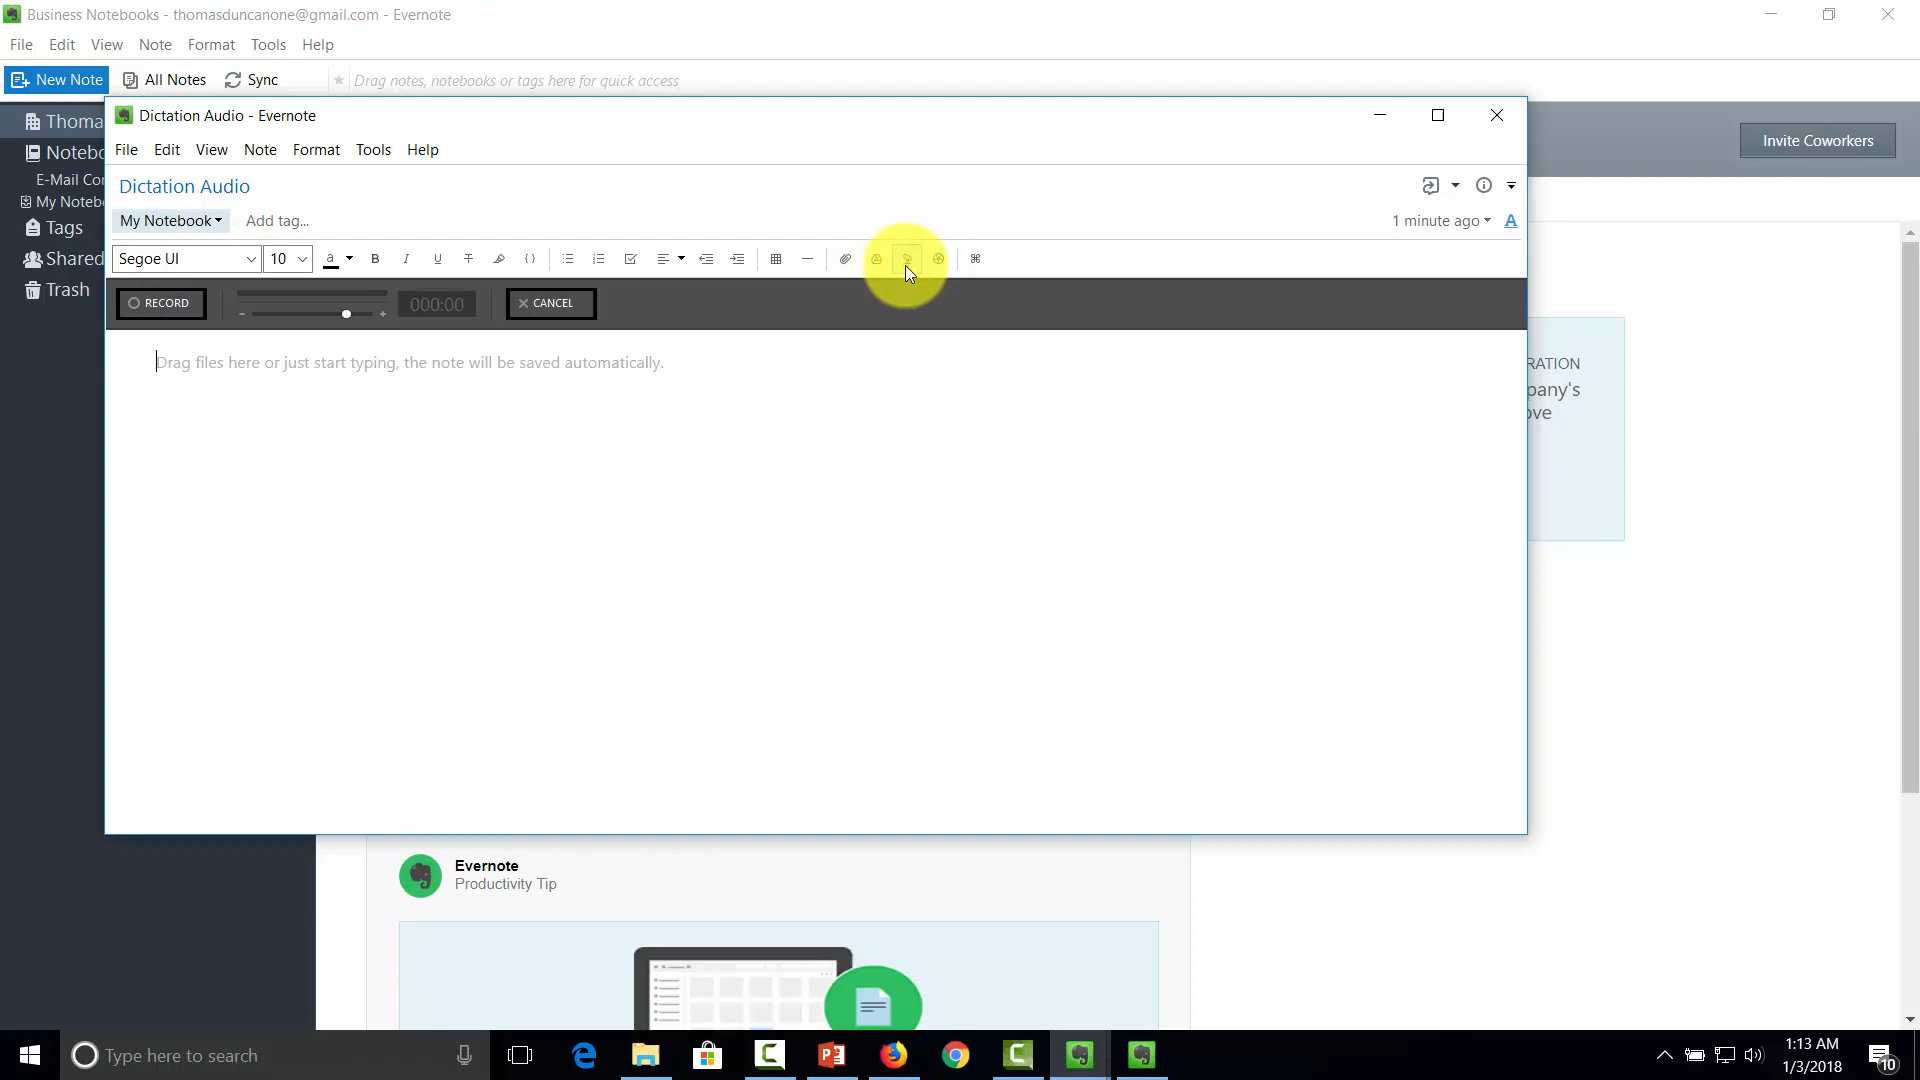 Business Notebooks - thomasduncanone@gmail.com - Evernote
File Edit View Note Format Tools Help
New Note All Notes Sync Drag notes, notebooks or tags here for quick access
Dictation Audio - Evernote
Thoma
Invite Coworkers
File Edit View Note Format Tools Help
Notebo
E-Mail Co
Dictation Audio
My Noteb
My Notebook Add tag... 1 minute ago A
Tags
Shared
Segoe UI 10 a B I U T
Trash
RECORD - + 000:00 CANCEL
Drag files here or just start typing, the note will be saved automatically.
RATION
pany's
ove
Evernote
Productivity Tip
Type here to search
1:13 AM
1/3/2018
10